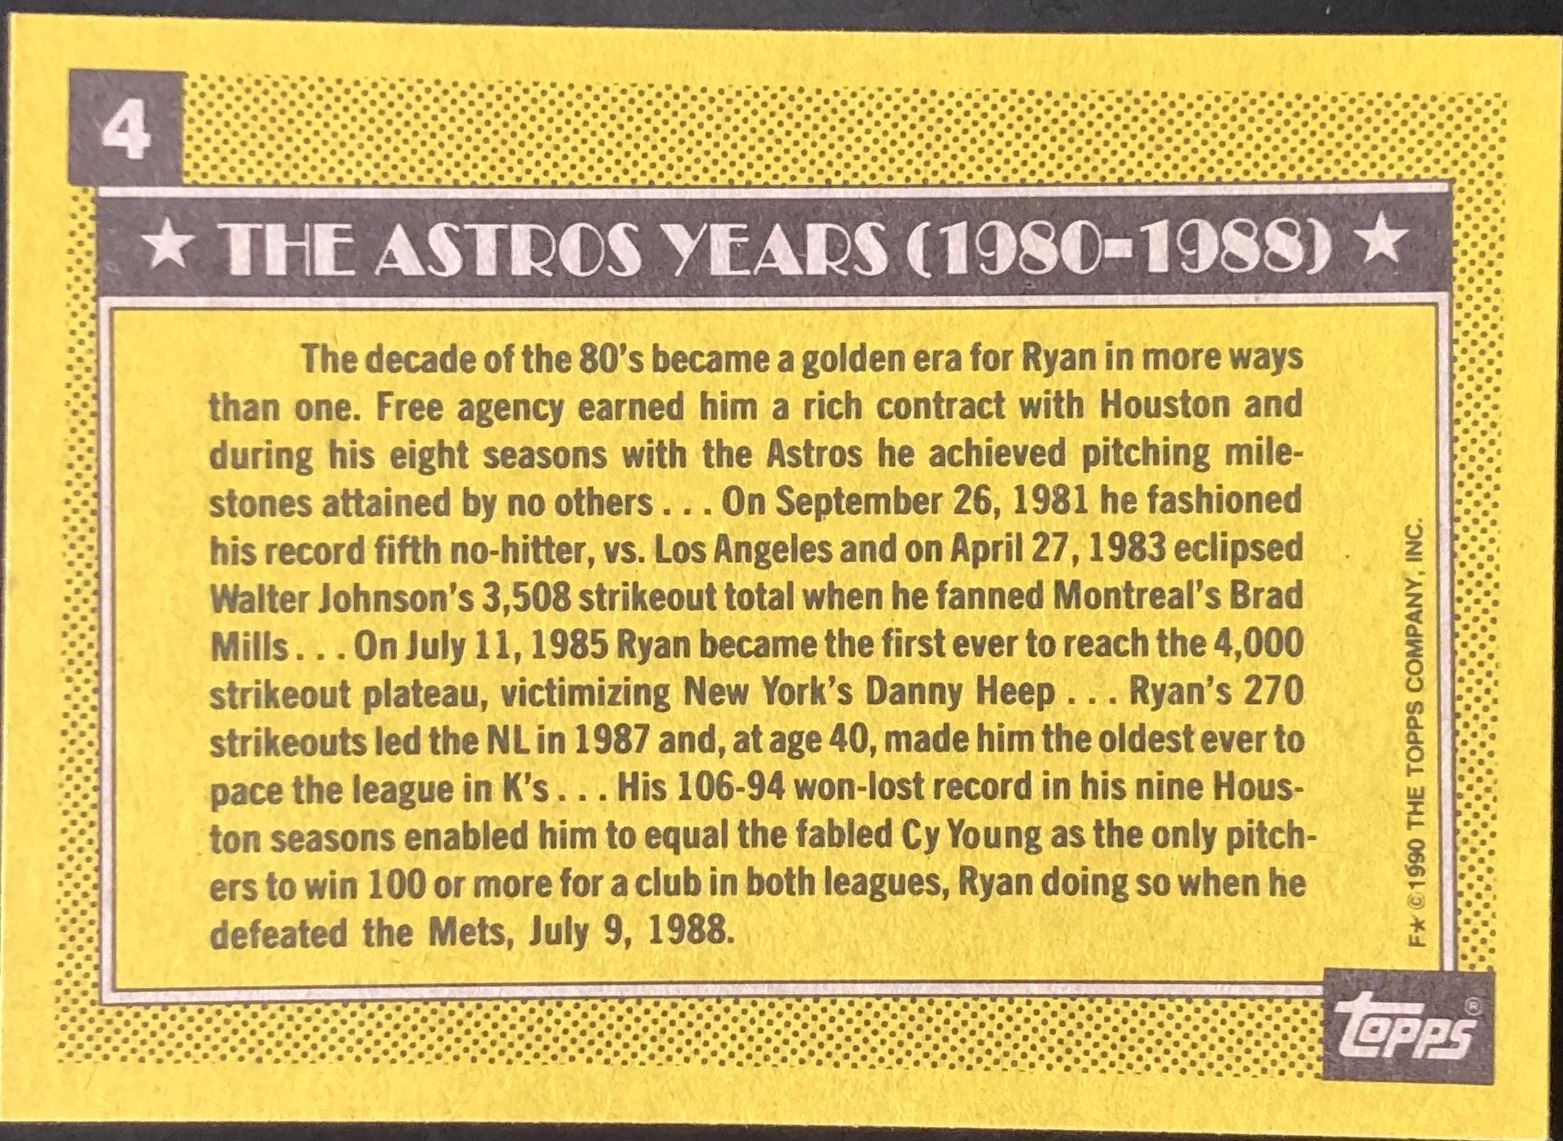 4
★ THE ASTROS YEARS (1980-1988) ★
The decade of the 80's became a golden era for Ryan in more ways
than one. Free agency earned him a rich contract with Houston and
during his eight seasons with the Astros he achieved pitching mile-
stones attained by no others . . . On September 26, 1981 he fashioned
his record fifth no-hitter, vs. Los Angeles and on April 27, 1983 eclipsed
Walter Johnson's 3,508 strikeout total when he fanned Montreal's Brad
Mills . . . On July 11, 1985 Ryan became the first ever to reach the 4,000
strikeout plateau, victimizing New York's Danny Heep . . . Ryan's 270
strikeouts led the NL in 1987 and, at age 40, made him the oldest ever to
pace the league in K's . . . His 106-94 won-lost record in his nine Hous-
ton seasons enabled him to equal the fabled Cy Young as the only pitch-
ers to win 100 or more for a club in both leagues, Ryan doing so when he
defeated the Mets, July 9, 1988.
F★ © 1990 THE TOPPS COMPANY, INC.
topps®